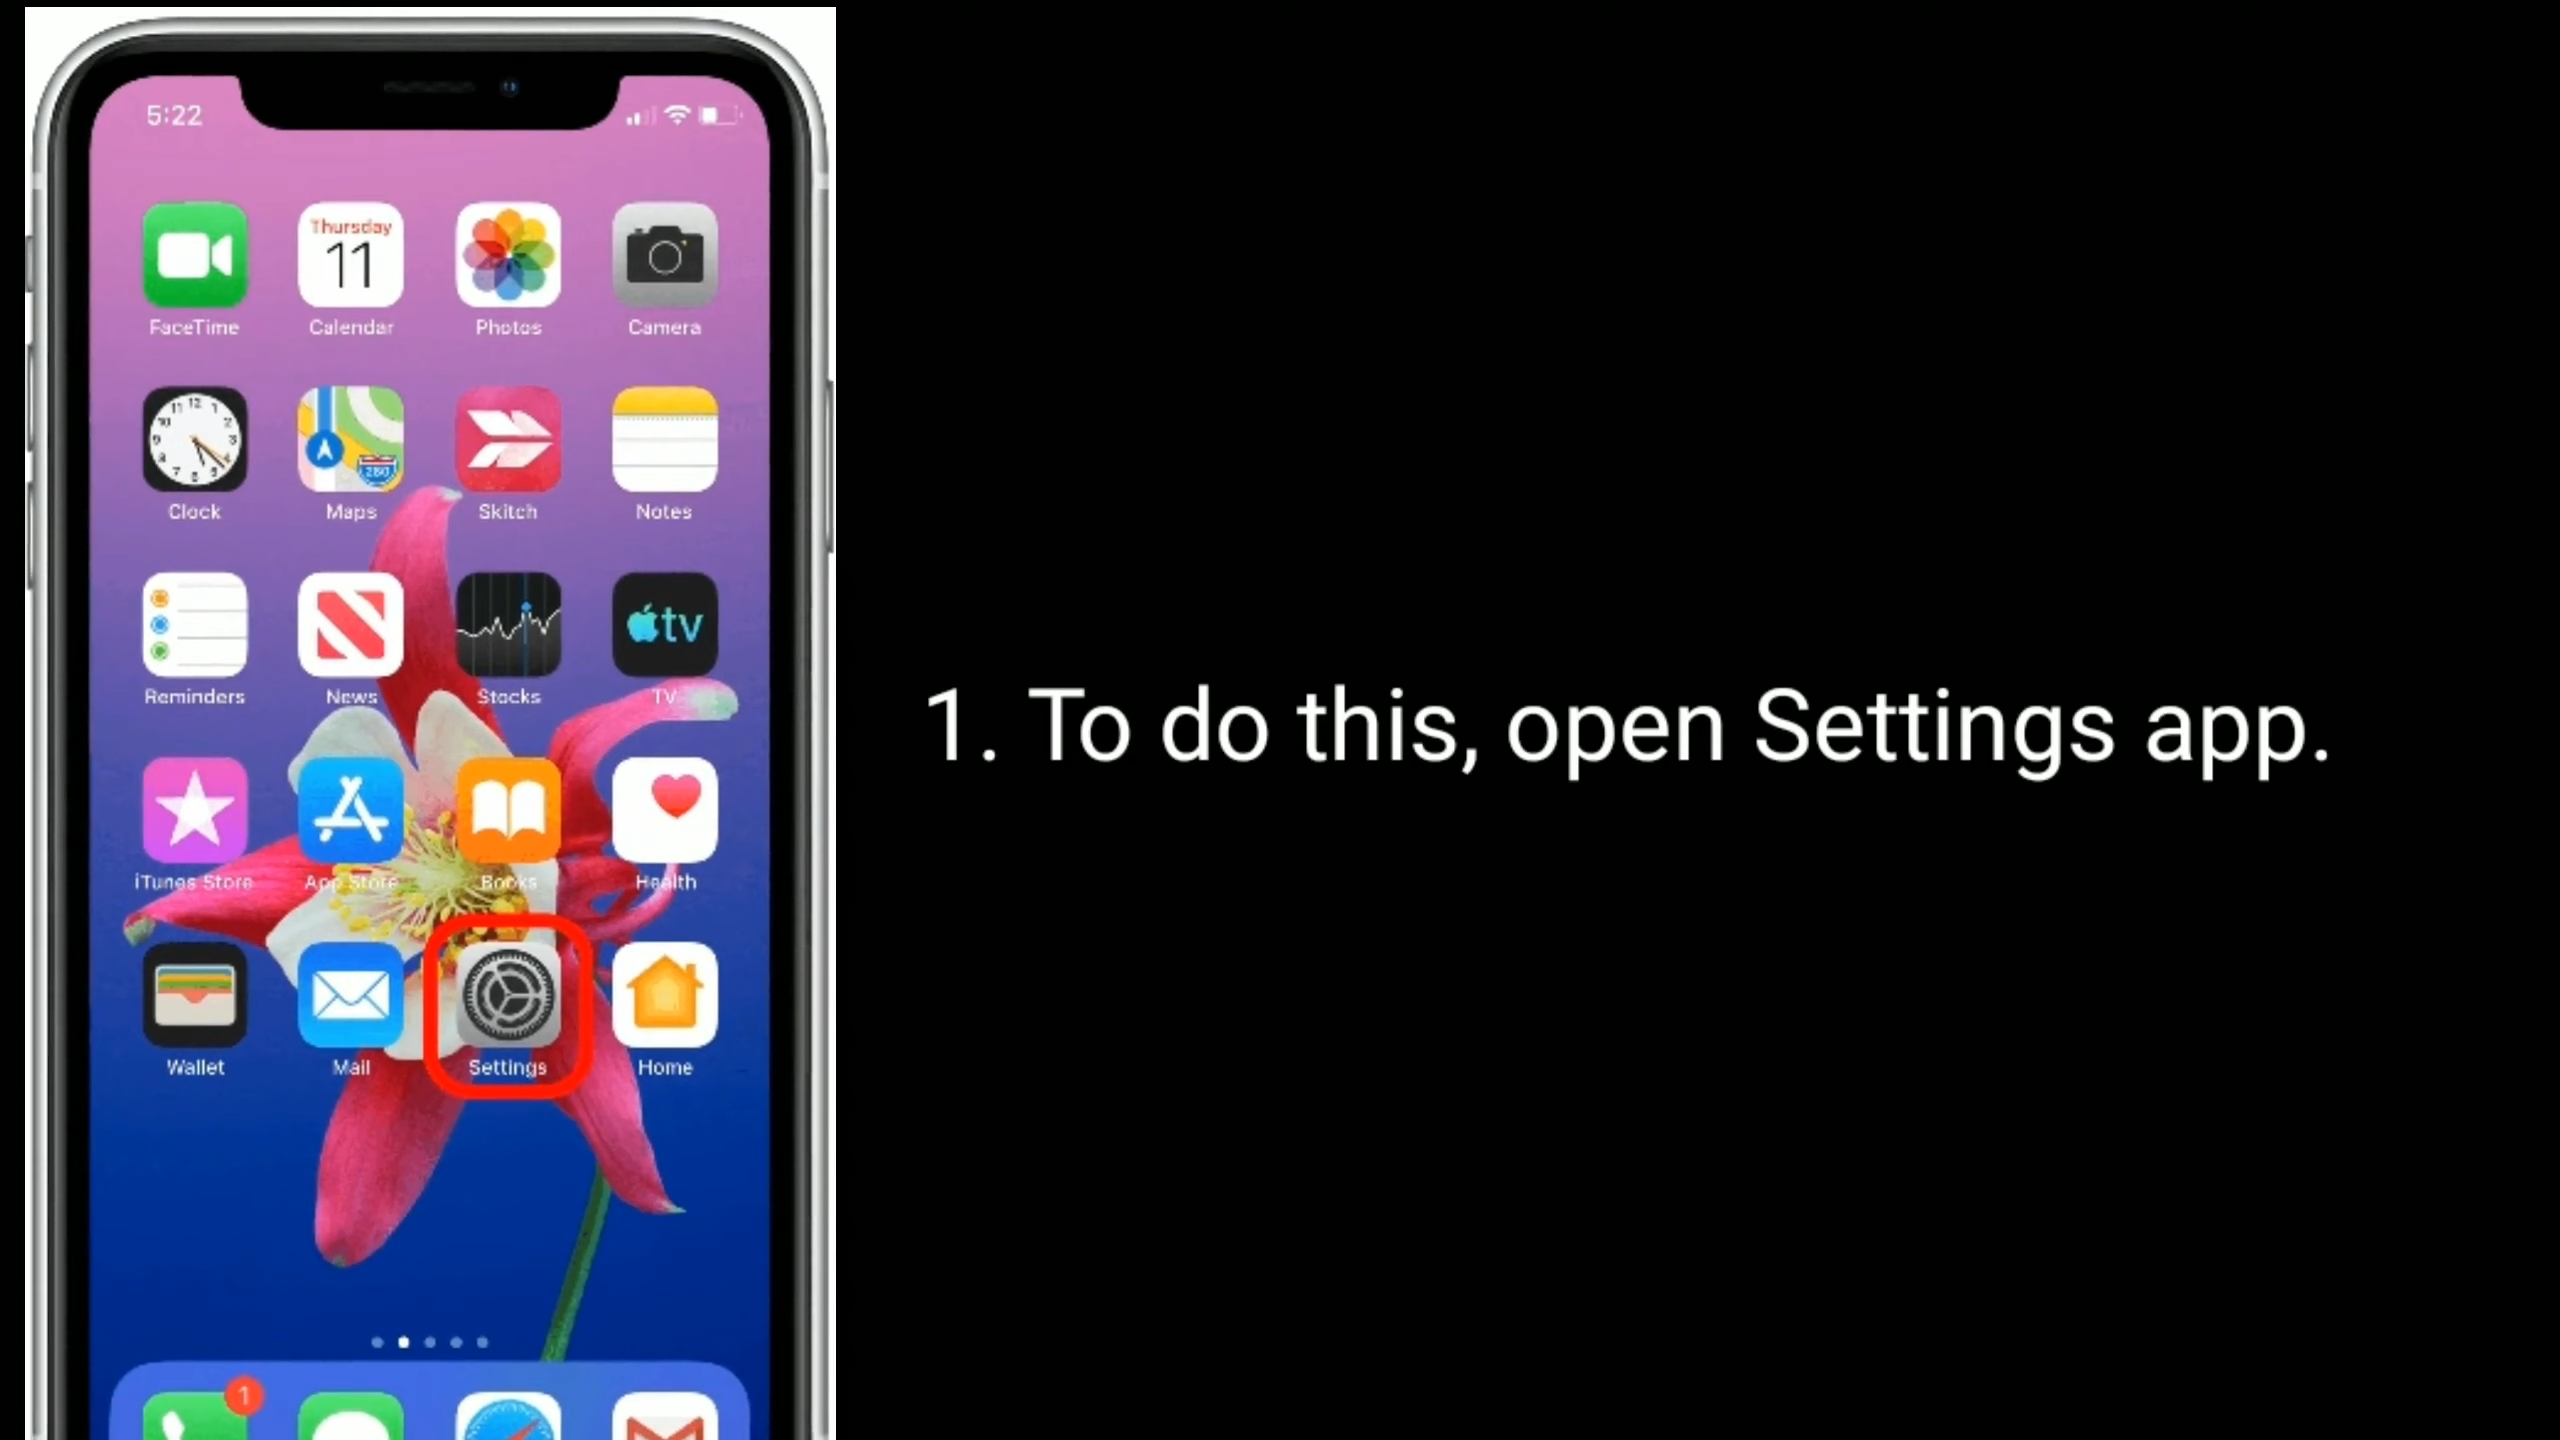 5:22
Thursday
11
FaceTime Calendar Photos Camera
280
Clock Maps Skitch Notes
tv
Reminders News Stocks TV
iTunes Store App Store Books Health
1. To do this, open Settings app.
Wallet Mail Settings Home
1